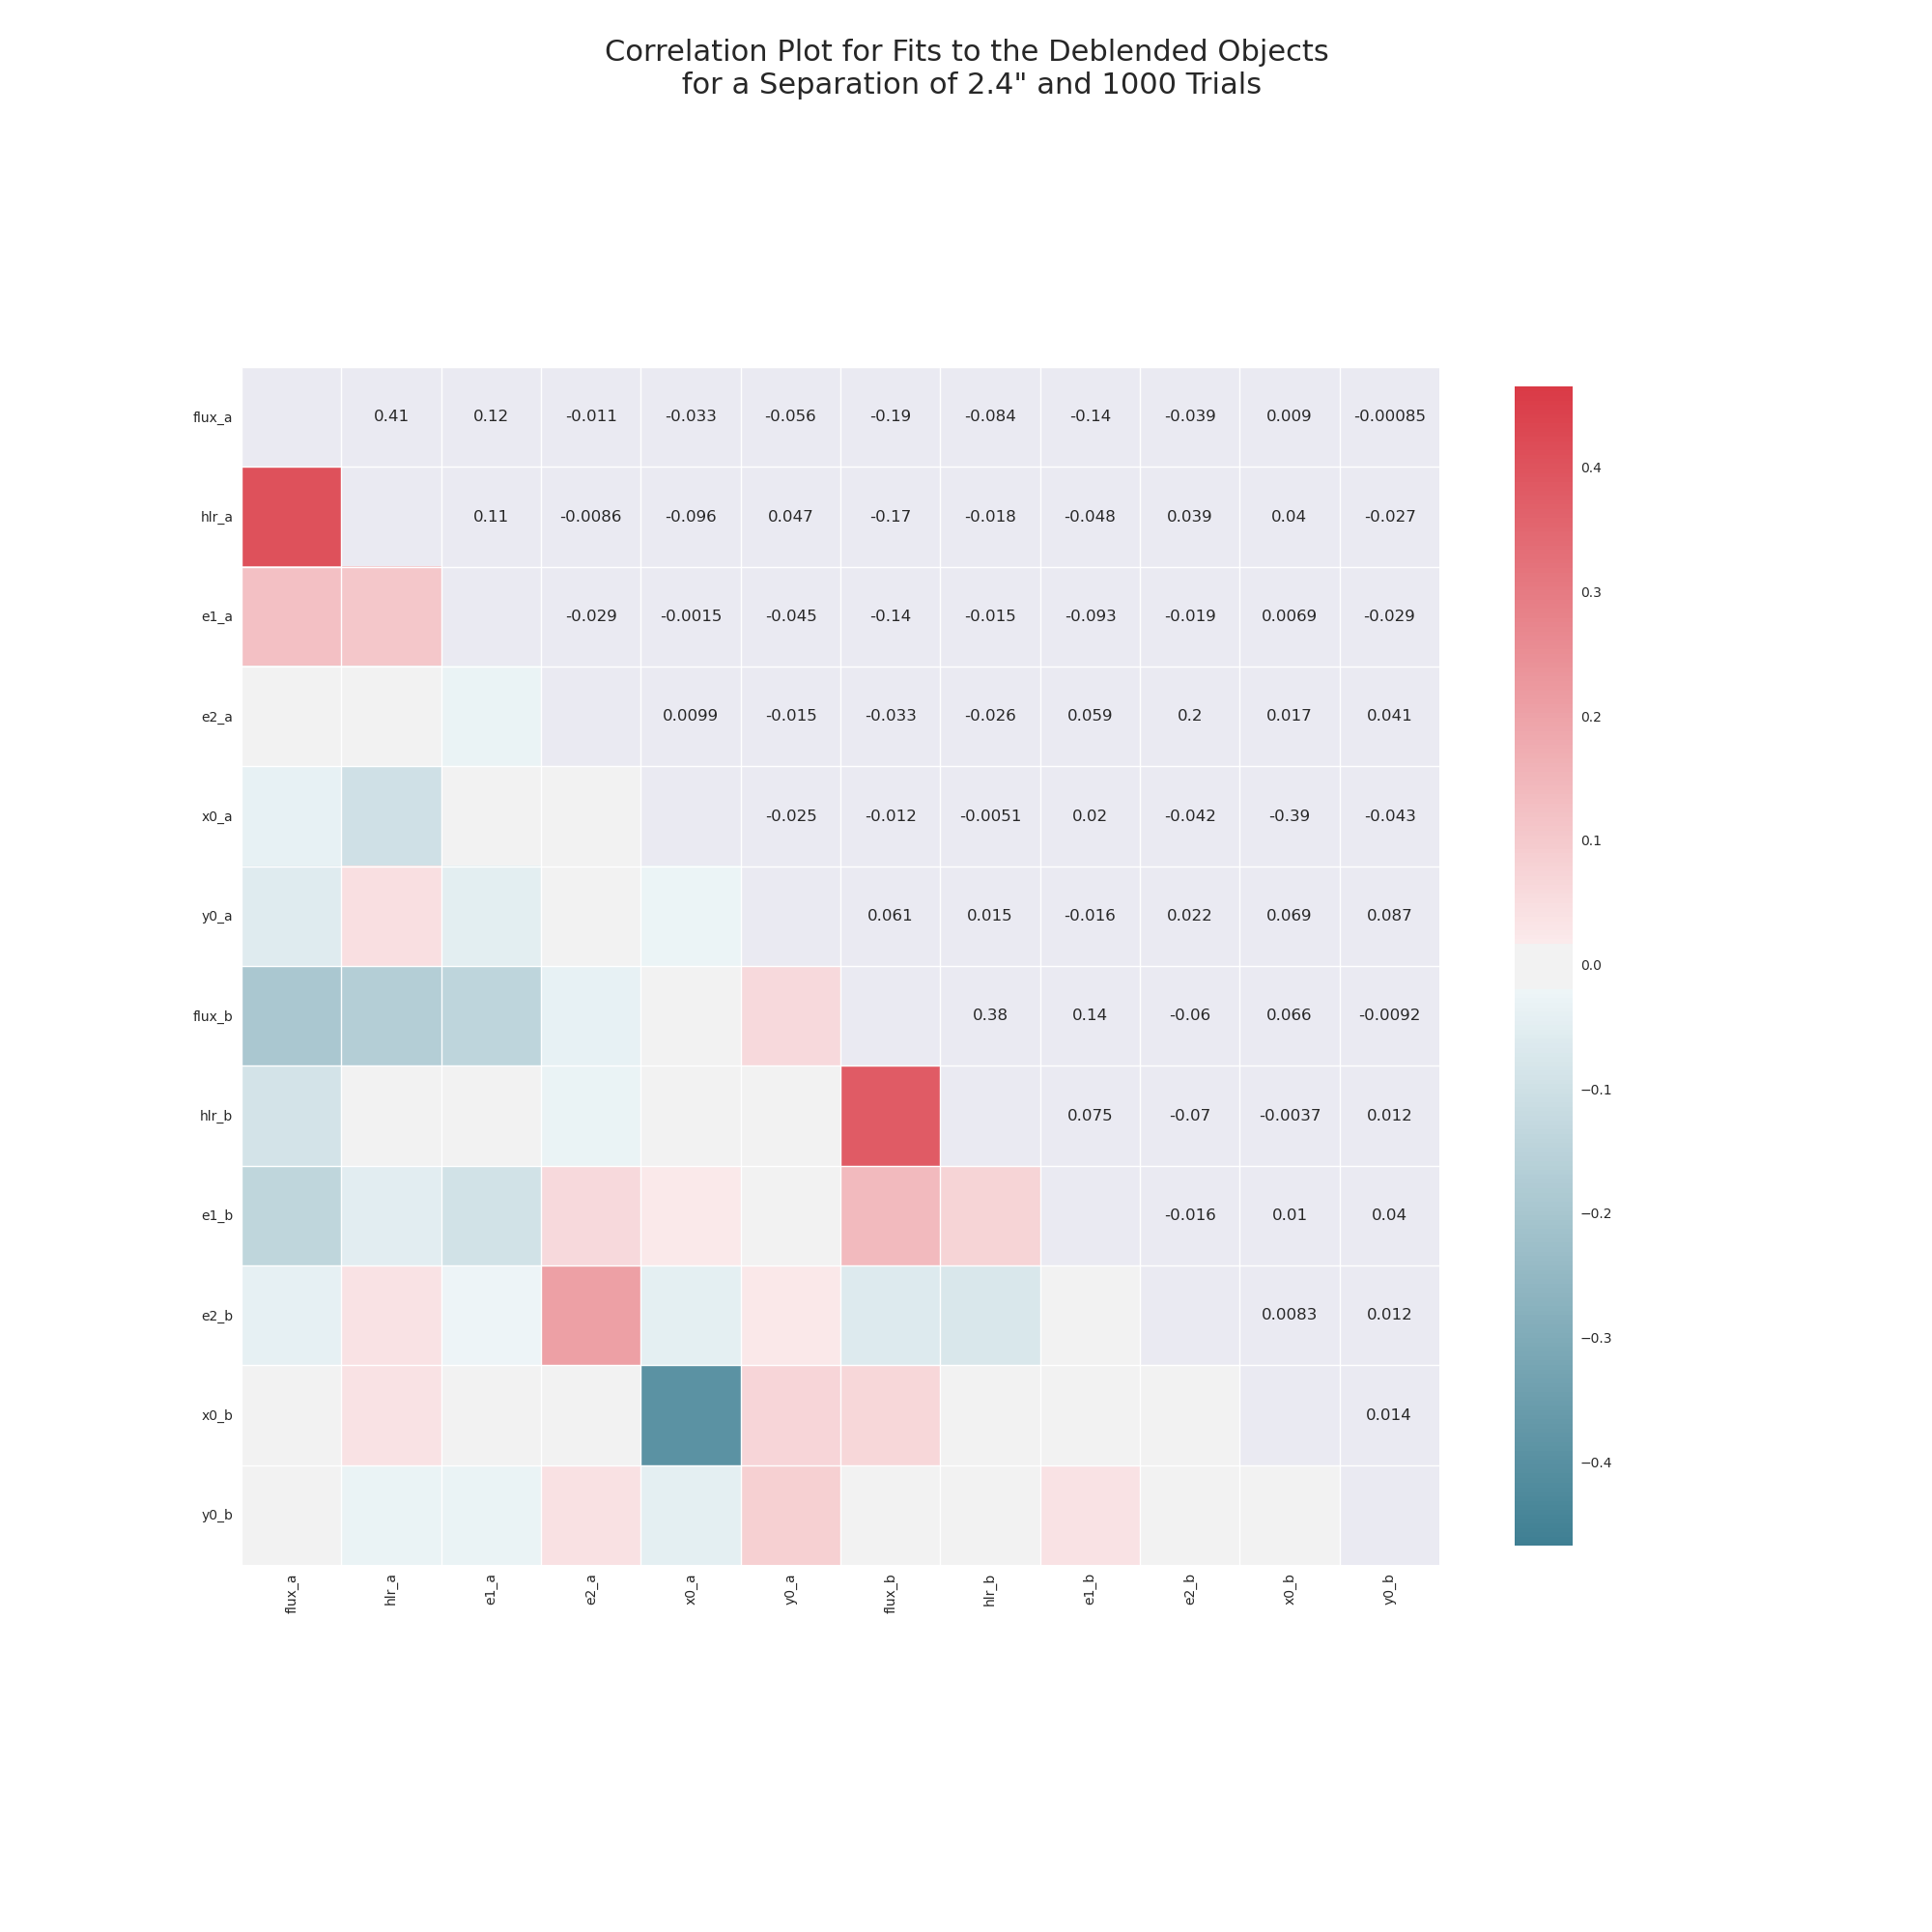 Correlation Plot for Fits to the Deblended Objects
for a Separation of 2.4" and 1000 Trials
flux_a 0.41 0.12 -0.011 -0.033 -0.056 -0.19 -0.084 -0.14 -0.039 0.009 -0.00085
hlr_a 0.11 -0.0086 -0.096 0.047 -0.17 -0.018 -0.048 0.039 0.04 -0.027
e1_a -0.029 -0.0015 -0.045 -0.14 -0.015 -0.093 -0.019 0.0069 -0.029
e2_a 0.0099 -0.015 -0.033 -0.026 0.059 0.2 0.017 0.041
x0_a -0.025 -0.012 -0.0051 0.02 -0.042 -0.39 -0.043
y0_a 0.061 0.015 -0.016 0.022 0.069 0.087
flux_b 0.38 0.14 -0.06 0.066 -0.0092
hlr_b 0.075 -0.07 -0.0037 0.012
e1_b -0.016 0.01 0.04
e2_b 0.0083 0.012
x0_b 0.014
y0_b
flux_a hlr_a e1_a e2_a x0_a y0_a flux_b hlr_b e1_b e2_b x0_b y0_b
0.4
0.3
0.2
0.1
0.0
−0.1
−0.2
−0.3
−0.4